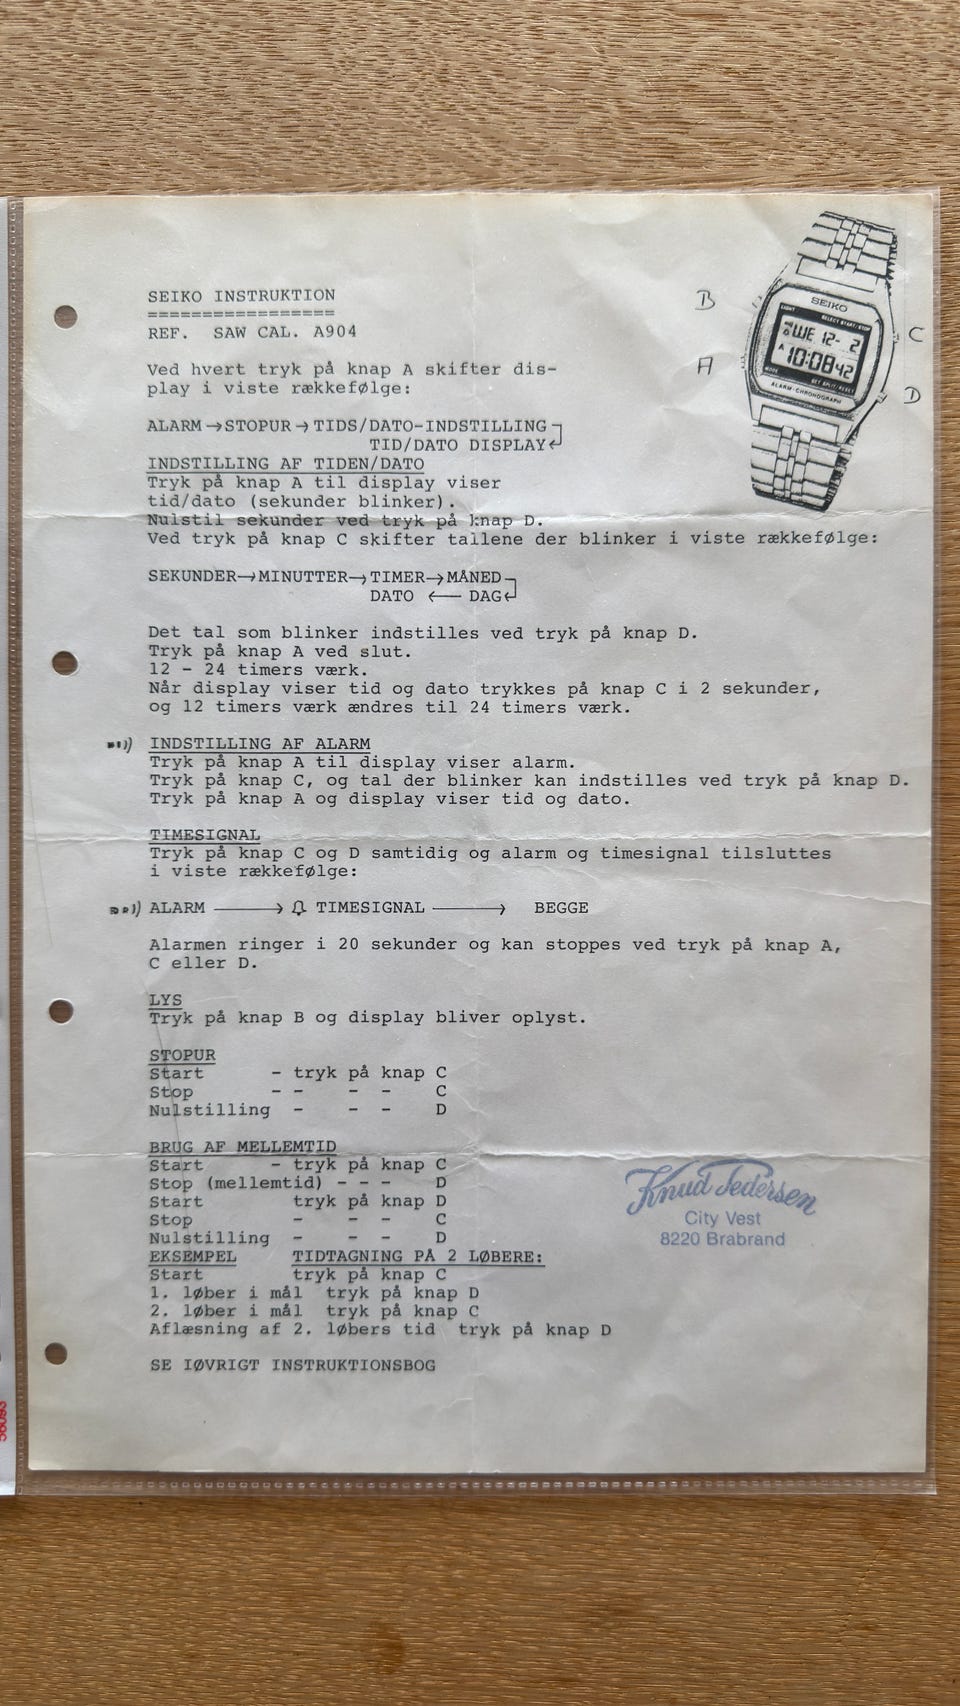 SEIKO INSTRUKTION
=================
REF. SAW CAL. A904
Ved hvert tryk på knap A skifter dis-
play i viste rækkefølge:
ALARM→STOPUR→TIDS/DATO-INDSTILLING
TID/DATO DISPLAY
INDSTILLING AF TIDEN/DATO
Tryk på knap A til display viser
tid/dato (sekunder blinker).
Nulstil sekunder ved tryk på knap D.
Ved tryk på knap C skifter tallene der blinker i viste rækkefølge:
SEKUNDER→MINUTTER→TIMER→MÅNED
DATO ← DAG
Det tal som blinker indstilles ved tryk på knap D.
Tryk på knap A ved slut.
12 - 24 timers værk.
Når display viser tid og dato trykkes på knap C i 2 sekunder,
og 12 timers værk ændres til 24 timers værk.
INDSTILLING AF ALARM
Tryk på knap A til display viser alarm.
Tryk på knap C, og tal der blinker kan indstilles ved tryk på knap D.
Tryk på knap A og display viser tid og dato.
TIMESIGNAL
Tryk på knap C og D samtidig og alarm og timesignal tilsluttes
i viste rækkefølge:
ALARM → TIMESIGNAL → BEGGE
Alarmen ringer i 20 sekunder og kan stoppes ved tryk på knap A,
C eller D.
LYS
Tryk på knap B og display bliver oplyst.
STOPUR
Start - tryk på knap C
Stop - - - - C
Nulstilling - - - D
BRUG AF MELLEMTID
Start - tryk på knap C
Stop (mellemtid) - - - D
Start tryk på knap D
Stop - - - C
Nulstilling - - - D
EKSEMPEL TIDTAGNING PÅ 2 LØBERE:
Start tryk på knap C
1. løber i mål tryk på knap D
2. løber i mål tryk på knap C
Aflæsning af 2. løbers tid tryk på knap D
SE IØVRIGT INSTRUKTIONSBOG
B
A
C
D
SEIKO
LIGHT SELECT START/STOP
WE 12- 2
A 10:08 42
MODE SET SPLIT/RESET
ALARM-CHRONOGRAPH
Knud Pedersen
City Vest
8220 Brabrand
56093